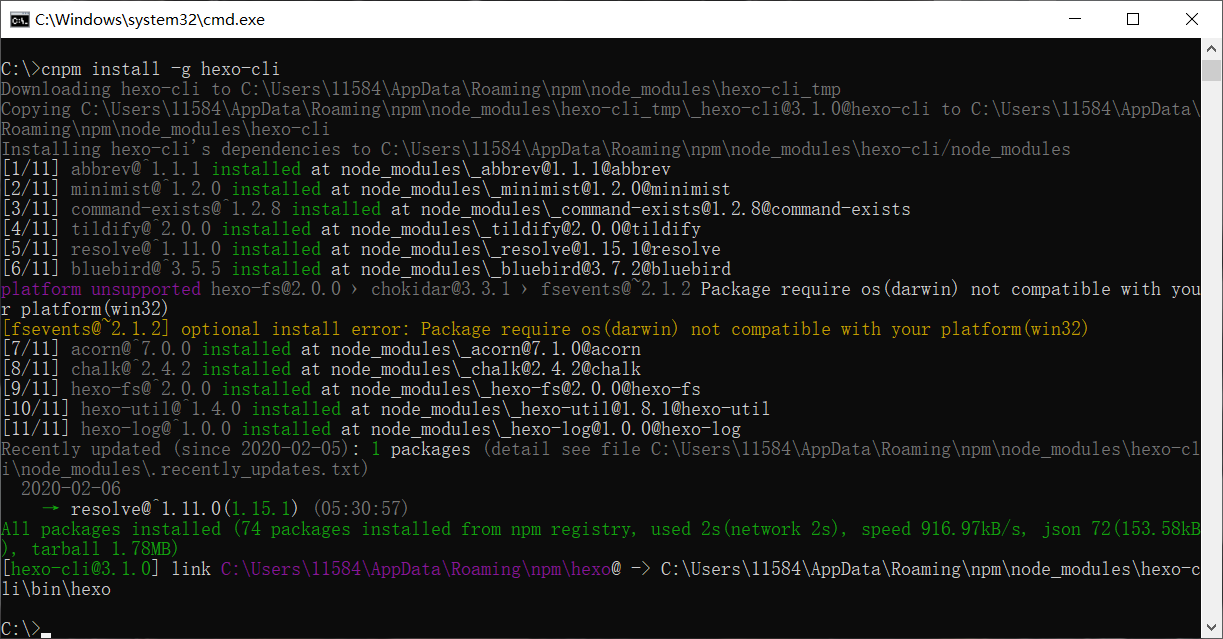 C:\Windows\system32\cmd.exe
C:\>cnpm install -g hexo-cli
Downloading hexo-cli to C:\Users\11584\AppData\Roaming\npm\node_modules\hexo-cli_tmp
Copying C:\Users\11584\AppData\Roaming\npm\node_modules\hexo-cli_tmp\_hexo-cli@3.1.0@hexo-cli to C:\Users\11584\AppData\
Roaming\npm\node_modules\hexo-cli
Installing hexo-cli's dependencies to C:\Users\11584\AppData\Roaming\npm\node_modules\hexo-cli/node_modules
[1/11] abbrev@^1.1.1 installed at node_modules\_abbrev@1.1.1@abbrev
[2/11] minimist@^1.2.0 installed at node_modules\_minimist@1.2.0@minimist
[3/11] command-exists@^1.2.8 installed at node_modules\_command-exists@1.2.8@command-exists
[4/11] tildify@^2.0.0 installed at node_modules\_tildify@2.0.0@tildify
[5/11] resolve@^1.11.0 installed at node_modules\_resolve@1.15.1@resolve
[6/11] bluebird@^3.5.5 installed at node_modules\_bluebird@3.7.2@bluebird
platform unsupported hexo-fs@2.0.0 › chokidar@3.3.1 › fsevents@~2.1.2 Package require os(darwin) not compatible with you
r platform(win32)
[fsevents@~2.1.2] optional install error: Package require os(darwin) not compatible with your platform(win32)
[7/11] acorn@^7.0.0 installed at node_modules\_acorn@7.1.0@acorn
[8/11] chalk@^2.4.2 installed at node_modules\_chalk@2.4.2@chalk
[9/11] hexo-fs@^2.0.0 installed at node_modules\_hexo-fs@2.0.0@hexo-fs
[10/11] hexo-util@^1.4.0 installed at node_modules\_hexo-util@1.8.1@hexo-util
[11/11] hexo-log@^1.0.0 installed at node_modules\_hexo-log@1.0.0@hexo-log
Recently updated (since 2020-02-05): 1 packages (detail see file C:\Users\11584\AppData\Roaming\npm\node_modules\hexo-cl
i\node_modules\.recently_updates.txt)
2020-02-06
→ resolve@^1.11.0(1.15.1) (05:30:57)
All packages installed (74 packages installed from npm registry, used 2s(network 2s), speed 916.97kB/s, json 72(153.58kB
), tarball 1.78MB)
[hexo-cli@3.1.0] link C:\Users\11584\AppData\Roaming\npm\hexo@ -> C:\Users\11584\AppData\Roaming\npm\node_modules\hexo-c
li\bin\hexo
C:\>